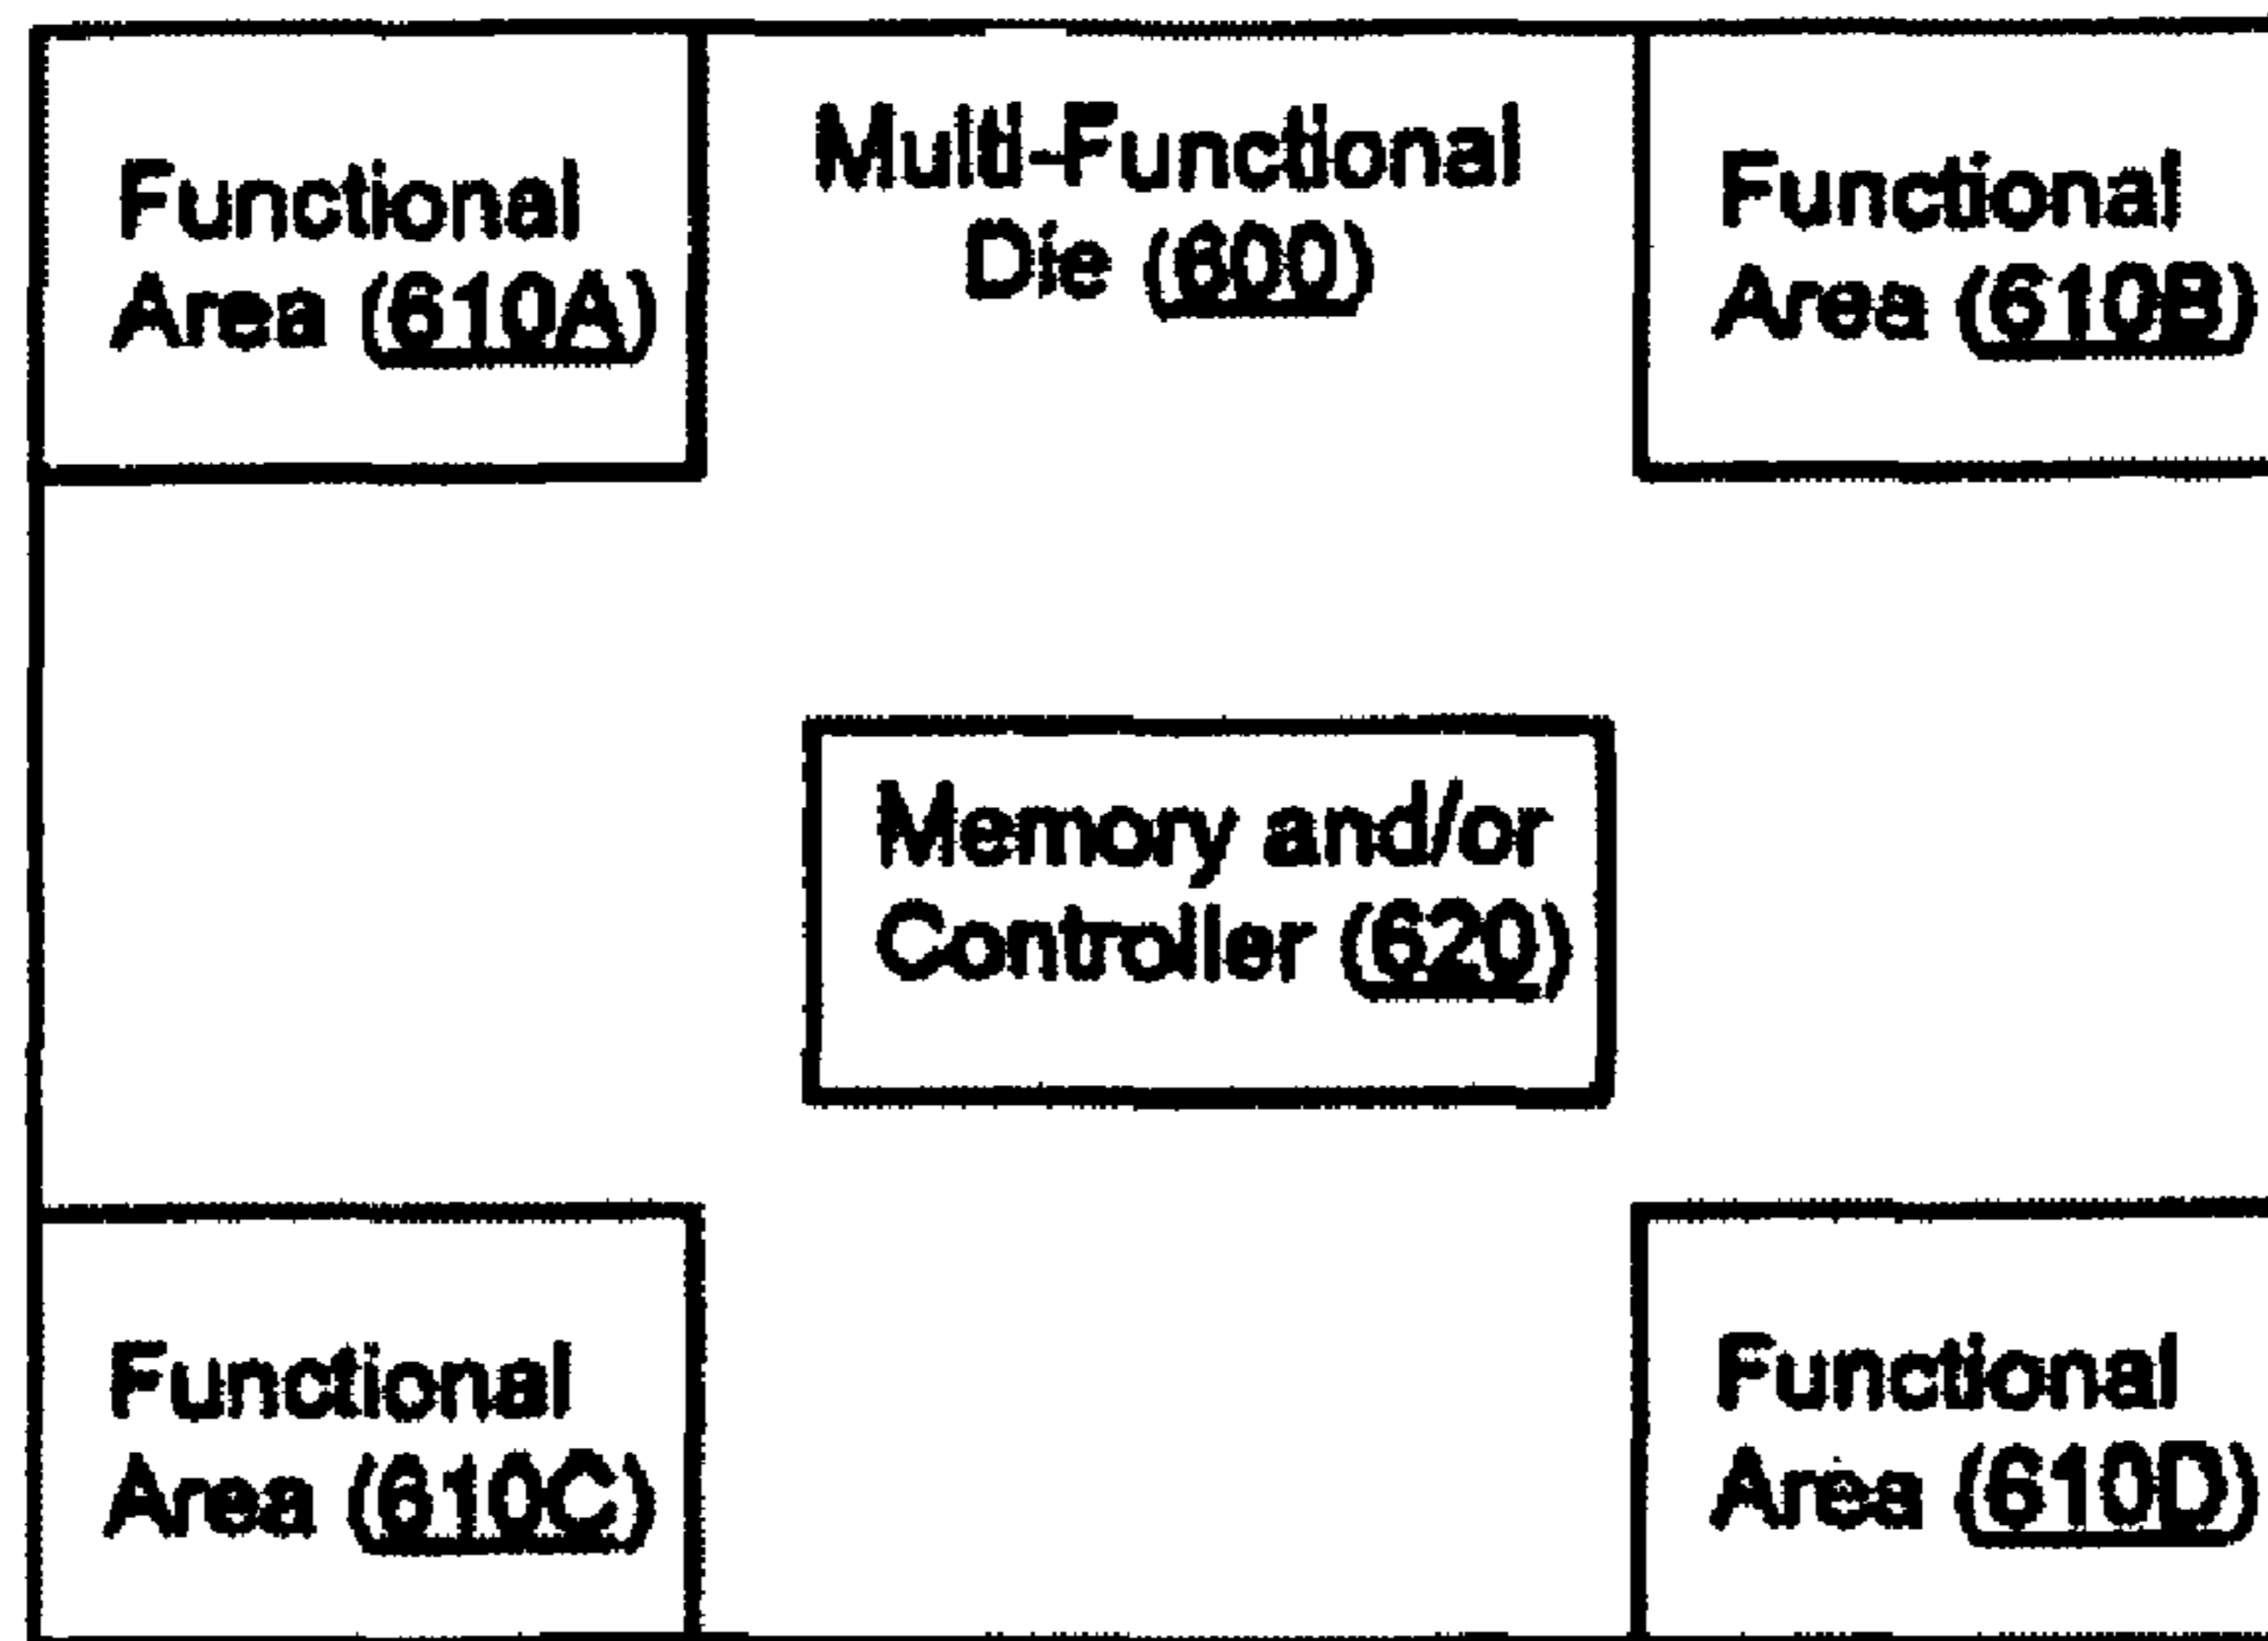 Functional
Area (610A)
Multi-Functional
Die (600)
Functional
Area (610B)
Memory and/or
Controller (620)
Functional
Area (610C)
Functional
Area (610D)